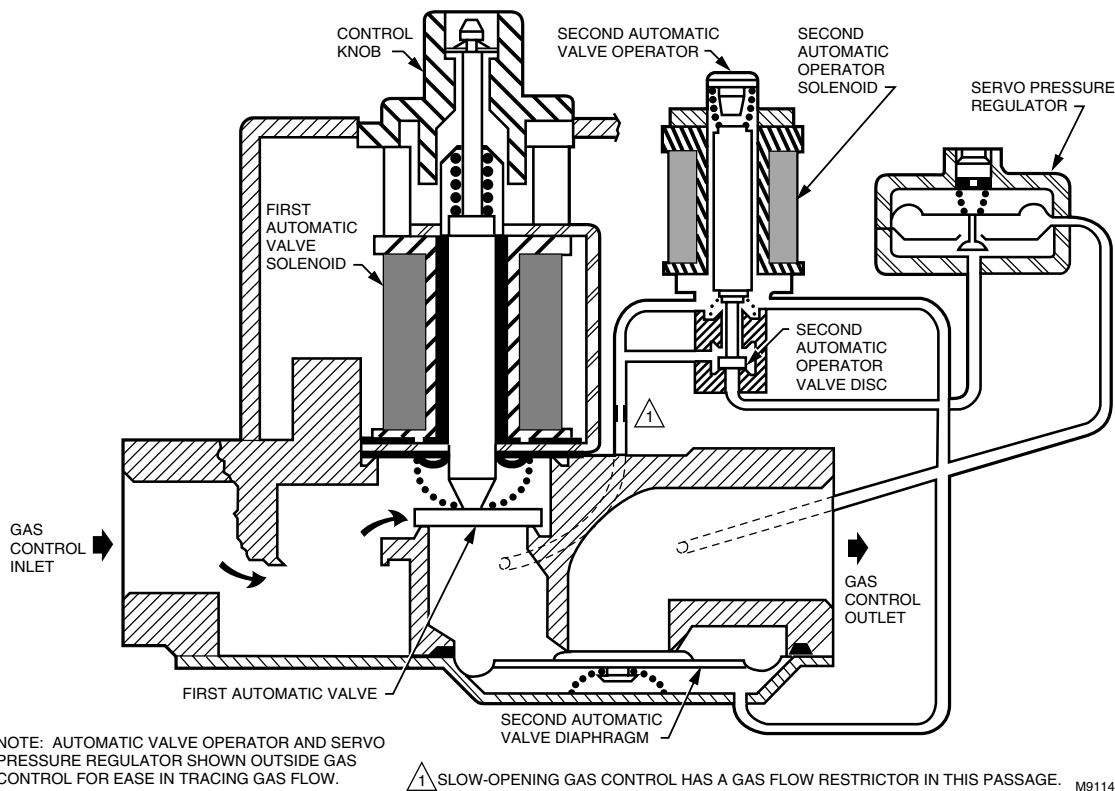 CONTROL
KNOB
SECOND AUTOMATIC
VALVE OPERATOR
SECOND
AUTOMATIC
OPERATOR
SOLENOID
SERVO PRESSURE
REGULATOR
FIRST
AUTOMATIC
VALVE
SOLENOID
SECOND
AUTOMATIC
OPERATOR
VALVE DISC
1
GAS
CONTROL
INLET
GAS
CONTROL
OUTLET
FIRST AUTOMATIC VALVE
SECOND AUTOMATIC
VALVE DIAPHRAGM
NOTE: AUTOMATIC VALVE OPERATOR AND SERVO
PRESSURE REGULATOR SHOWN OUTSIDE GAS
CONTROL FOR EASE IN TRACING GAS FLOW.
1 SLOW-OPENING GAS CONTROL HAS A GAS FLOW RESTRICTOR IN THIS PASSAGE.
M9114